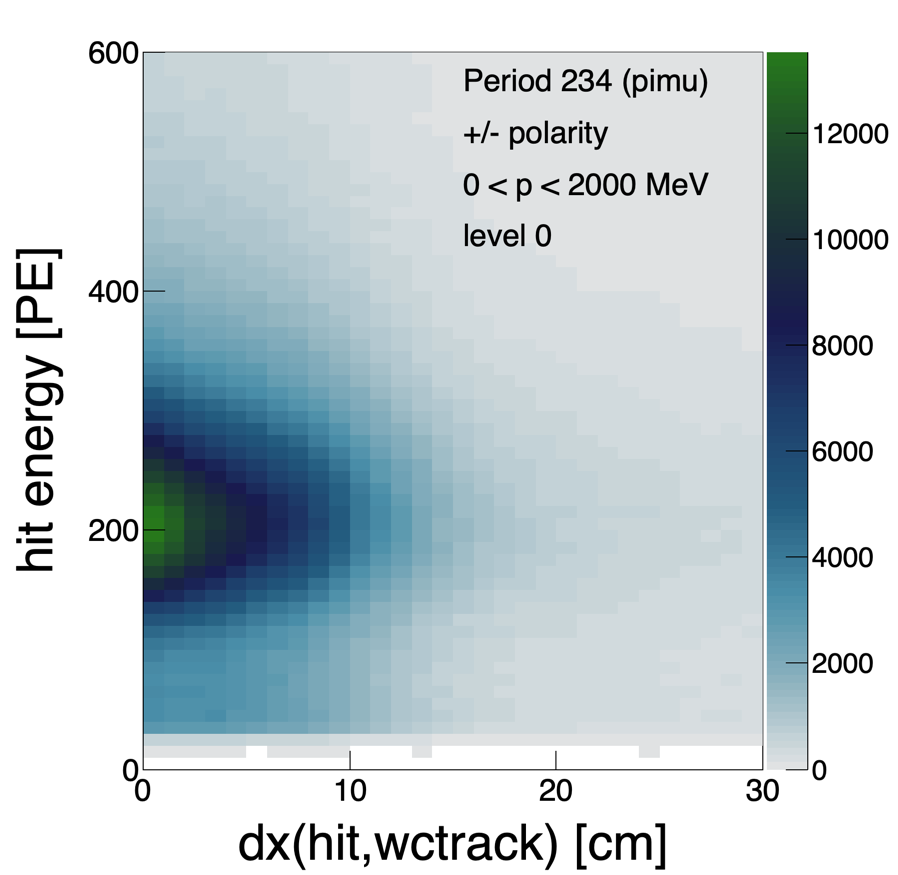 600
400
200
0
0
10
20
30
hit energy [PE]
dx(hit,wctrack) [cm]
Period 234 (pimu)
+/- polarity
0 < p < 2000 MeV
level 0
12000
10000
8000
6000
4000
2000
0